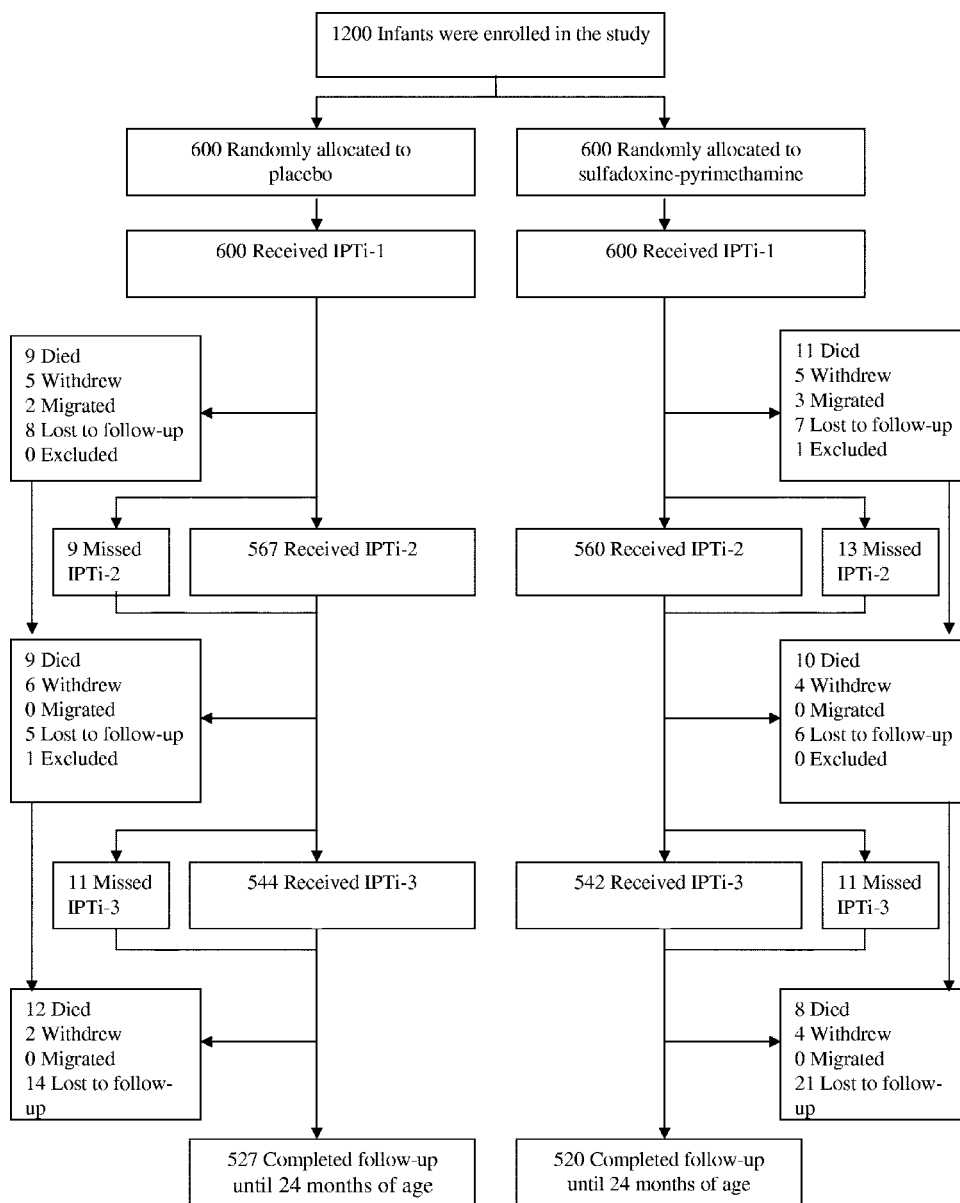 1200 Infants were enrolled in the study
600 Randomly allocated to
placebo
600 Randomly allocated to
sulfadoxine-pyrimethamine
600 Received IPTi-1
600 Received IPTi-1
9 Died
5 Withdrew
2 Migrated
8 Lost to follow-up
0 Excluded
11 Died
5 Withdrew
3 Migrated
7 Lost to follow-up
1 Excluded
9 Missed
IPTi-2
567 Received IPTi-2
560 Received IPTi-2
13 Missed
IPTi-2
9 Died
6 Withdrew
0 Migrated
5 Lost to follow-up
1 Excluded
10 Died
4 Withdrew
0 Migrated
6 Lost to follow-up
0 Excluded
11 Missed
IPTi-3
544 Received IPTi-3
542 Received IPTi-3
11 Missed
IPTi-3
12 Died
2 Withdrew
0 Migrated
14 Lost to follow-
up
8 Died
4 Withdrew
0 Migrated
21 Lost to follow-
up
527 Completed follow-up
until 24 months of age
520 Completed follow-up
until 24 months of age